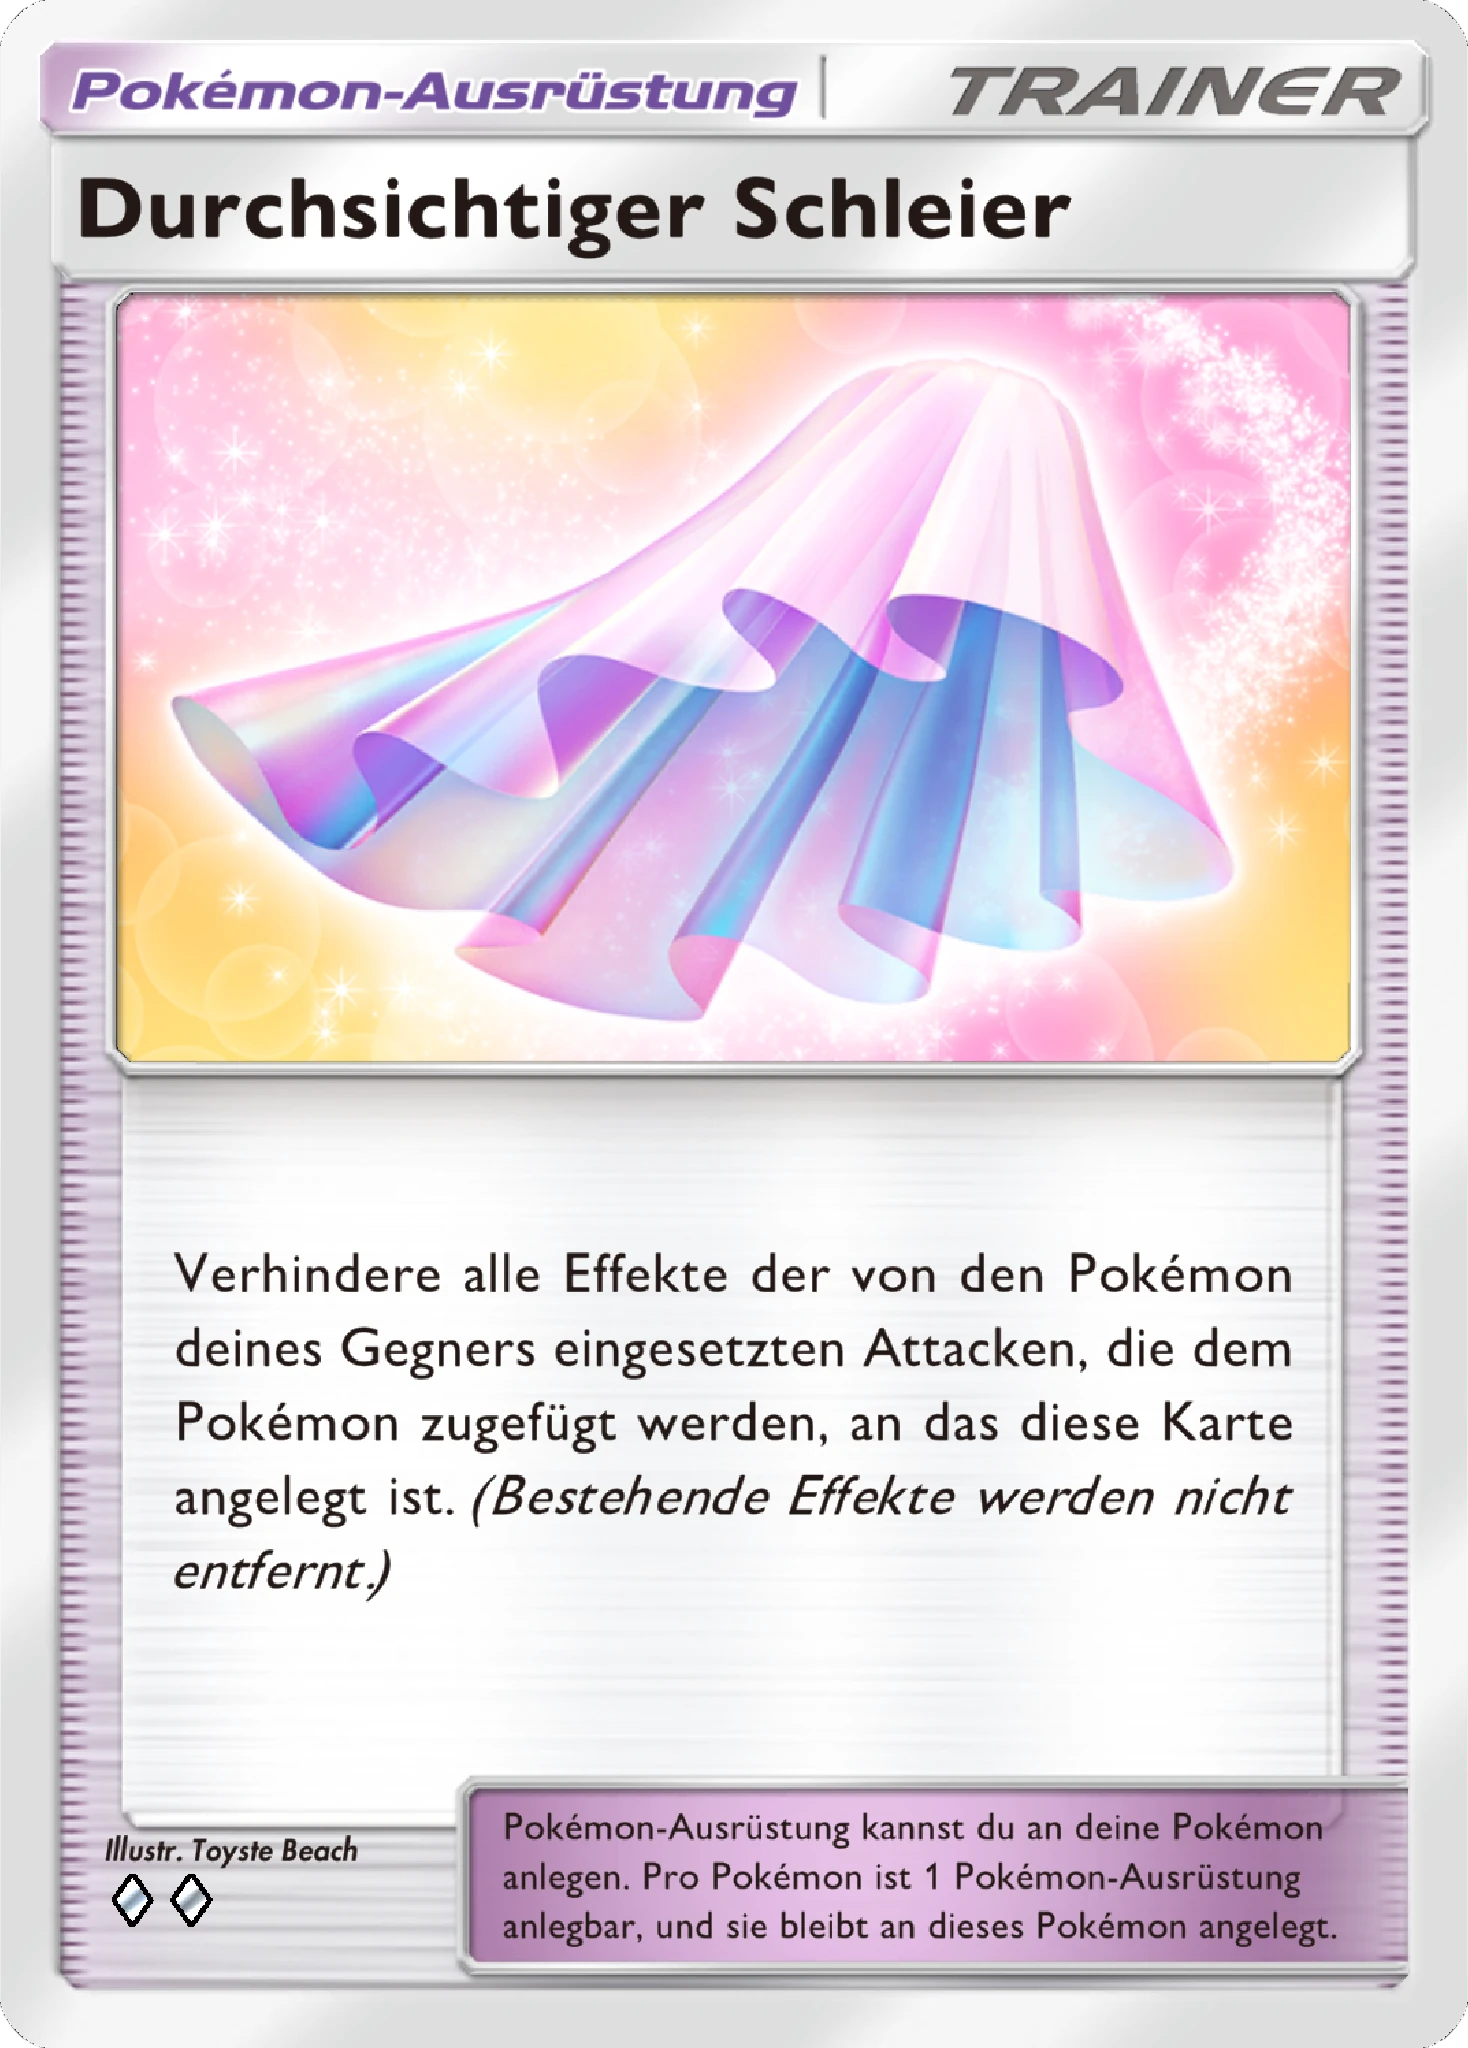 Pokémon-Ausrüstung
TRAINER
Durchsichtiger Schleier
Verhindere alle Effekte der von den Pokémon
deines Gegners eingesetzten Attacken, die dem
Pokémon zugefügt werden, an das diese Karte
angelegt ist. (Bestehende Effekte werden nicht
entfernt.)
Illustr. Toyste Beach
Pokémon-Ausrüstung kannst du an deine Pokémon
anlegen. Pro Pokémon ist 1 Pokémon-Ausrüstung
anlegbar, und sie bleibt an dieses Pokémon angelegt.